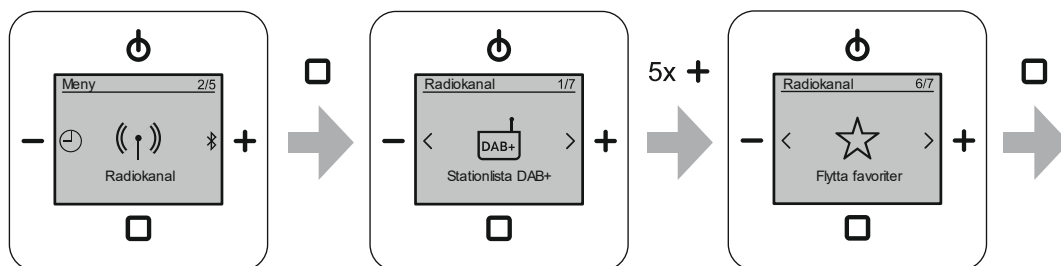 Meny 2/5
Radiokanal
Radiokanal 1/7
DAB+
Stationlista DAB+
5x +
Radiokanal 6/7
Flytta favoriter